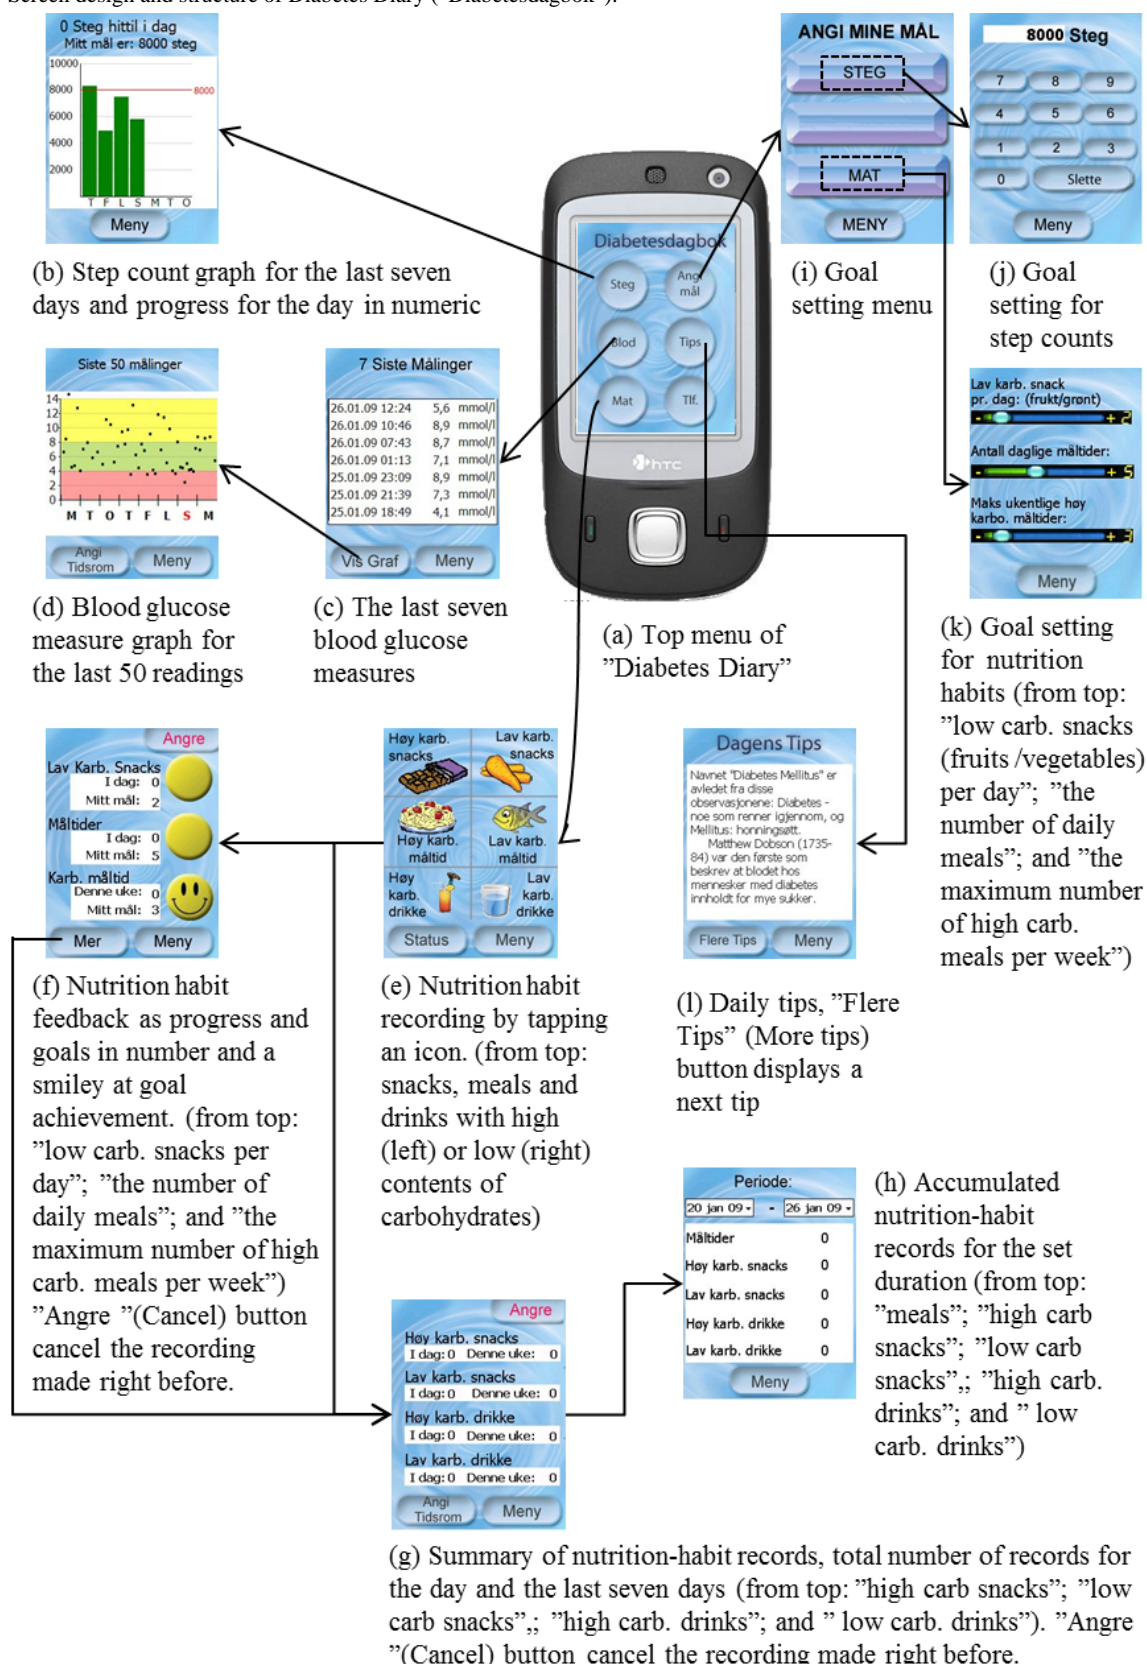 Screen design and structure of Diabetes Diary ("Diabetesdagbok").
0 Steg hittil i dag
Mitt mål er: 8000 steg
10000
8000
6000
4000
2000
8000
T F L S M T O
Meny
(b) Step count graph for the last seven
days and progress for the day in numeric
ANGI MINE MÅL
STEG
MAT
MENY
(i) Goal
setting menu
8000 Steg
7 8 9
4 5 6
1 2 3
0 Slette
Meny
(j) Goal
setting for
step counts
Diabetesdagbok
Steg
Angi
mål
Blod
Tips
Mat
Tlf.
htc
(a) Top menu of
”Diabetes Diary”
Siste 50 målinger
14
12
10
8
6
4
2
0
M T O T F L S M
Angi
Tidsrom
Meny
(d) Blood glucose
measure graph for
the last 50 readings
7 Siste Målinger
26.01.09 12:24 5,6 mmol/l
26.01.09 10:46 8,9 mmol/l
26.01.09 07:43 8,7 mmol/l
26.01.09 01:13 7,1 mmol/l
25.01.09 23:09 8,9 mmol/l
25.01.09 21:39 7,3 mmol/l
25.01.09 18:49 4,1 mmol/l
Vis Graf
Meny
(c) The last seven
blood glucose
measures
Lav karb. snack
pr. dag: (frukt/grønt)
- + 2
Antall daglige måltider:
- + 5
Maks ukentlige høy
karbo. måltider:
- + 3
Meny
(k) Goal setting
for nutrition
habits (from top:
”low carb. snacks
(fruits /vegetables)
per day”; ”the
number of daily
meals”; and ”the
maximum number
of high carb.
meals per week”)
Angre
Lav Karb. Snacks
I dag: 0
Mitt mål: 2
Måltider
I dag: 0
Mitt mål: 5
Karb. måltid
Denne uke: 0
Mitt mål: 3
Mer
Meny
(f) Nutrition habit
feedback as progress and
goals in number and a
smiley at goal
achievement. (from top:
”low carb. snacks per
day”; ”the number of
daily meals”; and ”the
maximum number of high
carb. meals per week”)
”Angre ”(Cancel) button
cancel the recording
made right before.
Høy karb.
snacks
Lav karb.
snacks
Høy karb.
måltid
Lav karb.
måltid
Høy
karb.
drikke
Lav
karb.
drikke
Status
Meny
(e) Nutrition habit
recording by tapping
an icon. (from top:
snacks, meals and
drinks with high
(left) or low (right)
contents of
carbohydrates)
Dagens Tips
Navnet "Diabetes Mellitus" er
avledet fra disse
observasjonene: Diabetes -
noe som renner igjennom, og
Mellitus: honningsøtt.
Matthew Dobson (1735-
84) var den første som
beskrev at blodet hos
mennesker med diabetes
innholdt for mye sukker.
Flere Tips
Meny
(l) Daily tips, ”Flere
Tips” (More tips)
button displays a
next tip
Periode:
20 jan 09 - 26 jan 09
Måltider 0
Høy karb. snacks 0
Lav karb. snacks 0
Høy karb. drikke 0
Lav karb. drikke 0
Meny
(h) Accumulated
nutrition-habit
records for the set
duration (from top:
”meals”; ”high carb
snacks”; ”low carb
snacks”,; ”high carb.
drinks”; and ” low
carb. drinks”)
Angre
Høy karb. snacks
I dag: 0 Denne uke: 0
Lav karb. snacks
I dag: 0 Denne uke: 0
Høy karb. drikke
I dag: 0 Denne uke: 0
Lav karb. drikke
I dag: 0 Denne uke: 0
Angi
Tidsrom
Meny
(g) Summary of nutrition-habit records, total number of records for
the day and the last seven days (from top: ”high carb snacks”; ”low
carb snacks”,; ”high carb. drinks”; and ” low carb. drinks”). ”Angre
”(Cancel) button cancel the recording made right before.